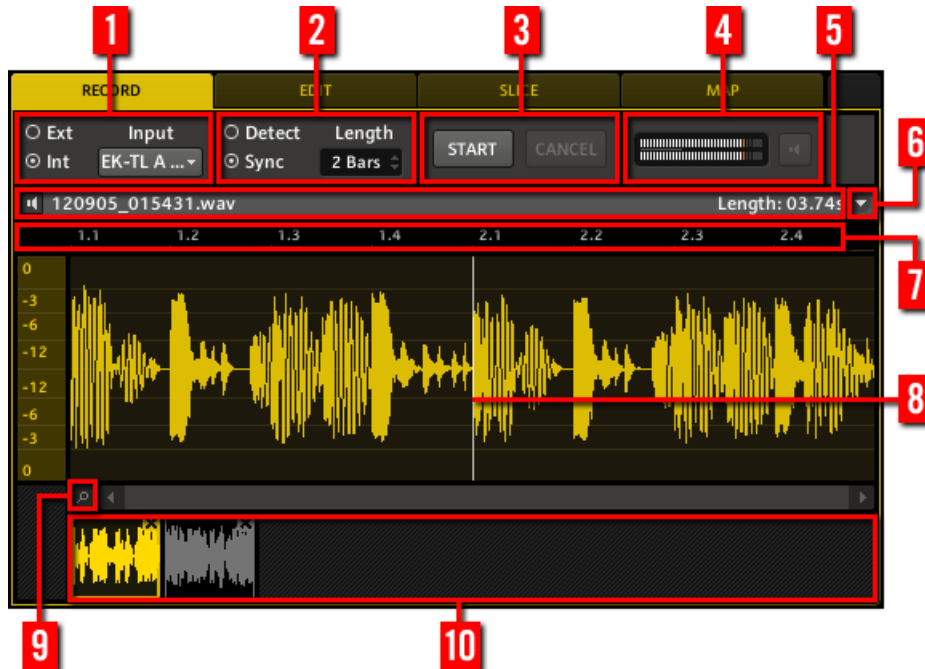 1 2 3 4 5
RECORD EDIT SLICE MAP
Ext Input Detect Length
START CANCEL
Int EK-TL A ... Sync 2 Bars
6
120905_015431.wav Length: 03.74s
1.1 1.2 1.3 1.4 2.1 2.2 2.3 2.4
7
0
-3
-6
-12
-12
8
-6
-3
0
9 10